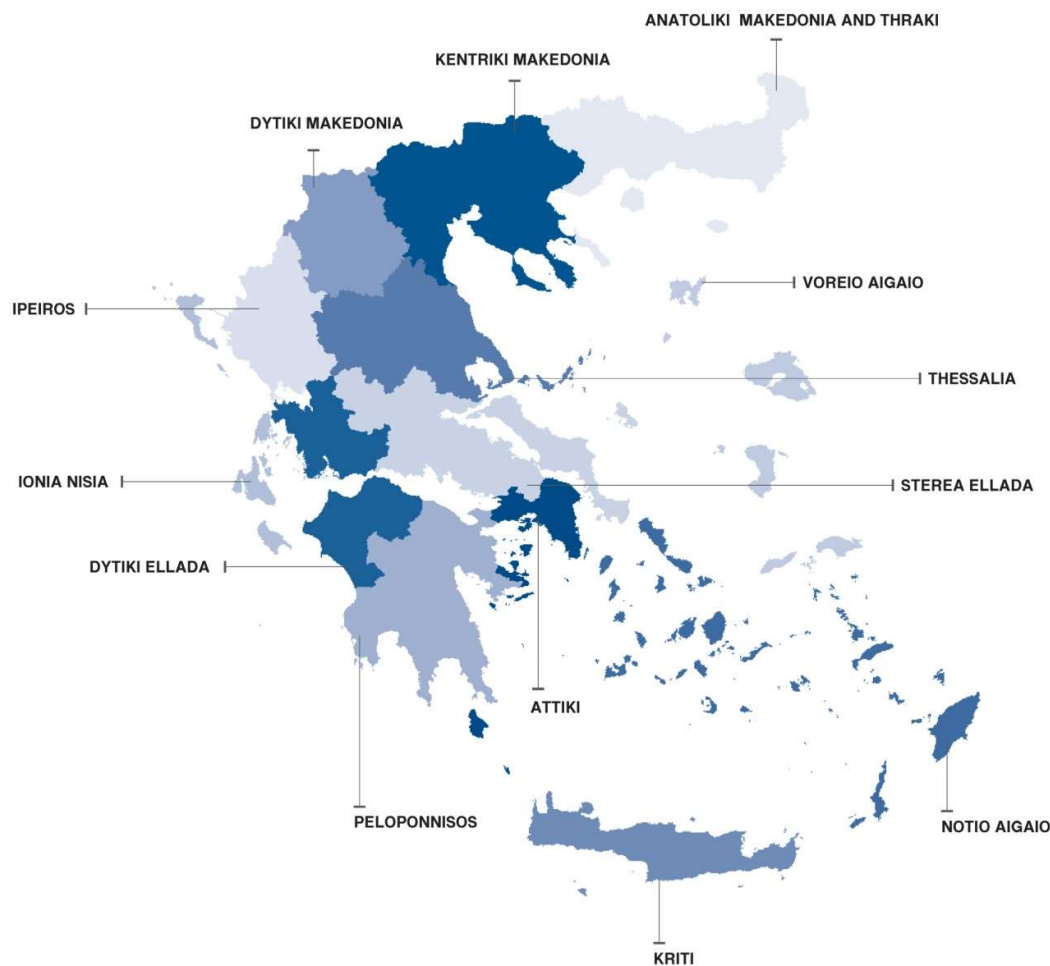 ANATOLIKI MAKEDONIA AND THRAKI
KENTRIKI MAKEDONIA
DYTIKI MAKEDONIA
VOREIO AIGAIO
IPEIROS
THESSALIA
IONIA NISIA
STEREA ELLADA
DYTIKI ELLADA
ATTIKI
PELOPONNISOS
NOTIO AIGAIO
KRITI